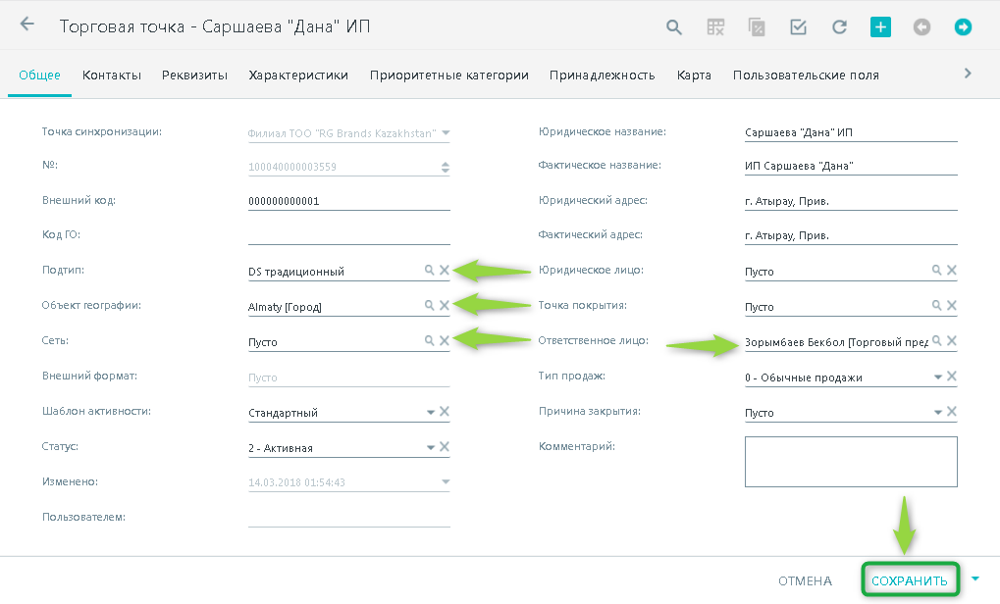 Торговая точка - Саршаева "Дана" ИП
Общее Контакты Реквизиты Характеристики Приоритетные категории Принадлежность Карта Пользовательские поля
Точка синхронизации: Филиал ТОО "RG Brands Kazakhstan" Юридическое название: Саршаева "Дана" ИП
№: 100040000003559 Фактическое название: ИП Саршаева "Дана"
Внешний код: 000000000001 Юридический адрес: г. Атырау, Прив.
Код ГО: Фактический адрес: г. Атырау, Прив.
Подтип: DS традиционный Юридическое лицо: Пусто
Объект географии: Almaty [Город] Точка покрытия: Пусто
Сеть: Пусто Ответственное лицо: Зорымбаев Бекбол [Торговый пред
Внешний формат: Пусто Тип продаж: 0 - Обычные продажи
Шаблон активности: Стандартный Причина закрытия: Пусто
Статус: 2 - Активная Комментарий:
Изменено: 14.03.2018 01:54:43
Пользователем:
ОТМЕНА СОХРАНИТЬ